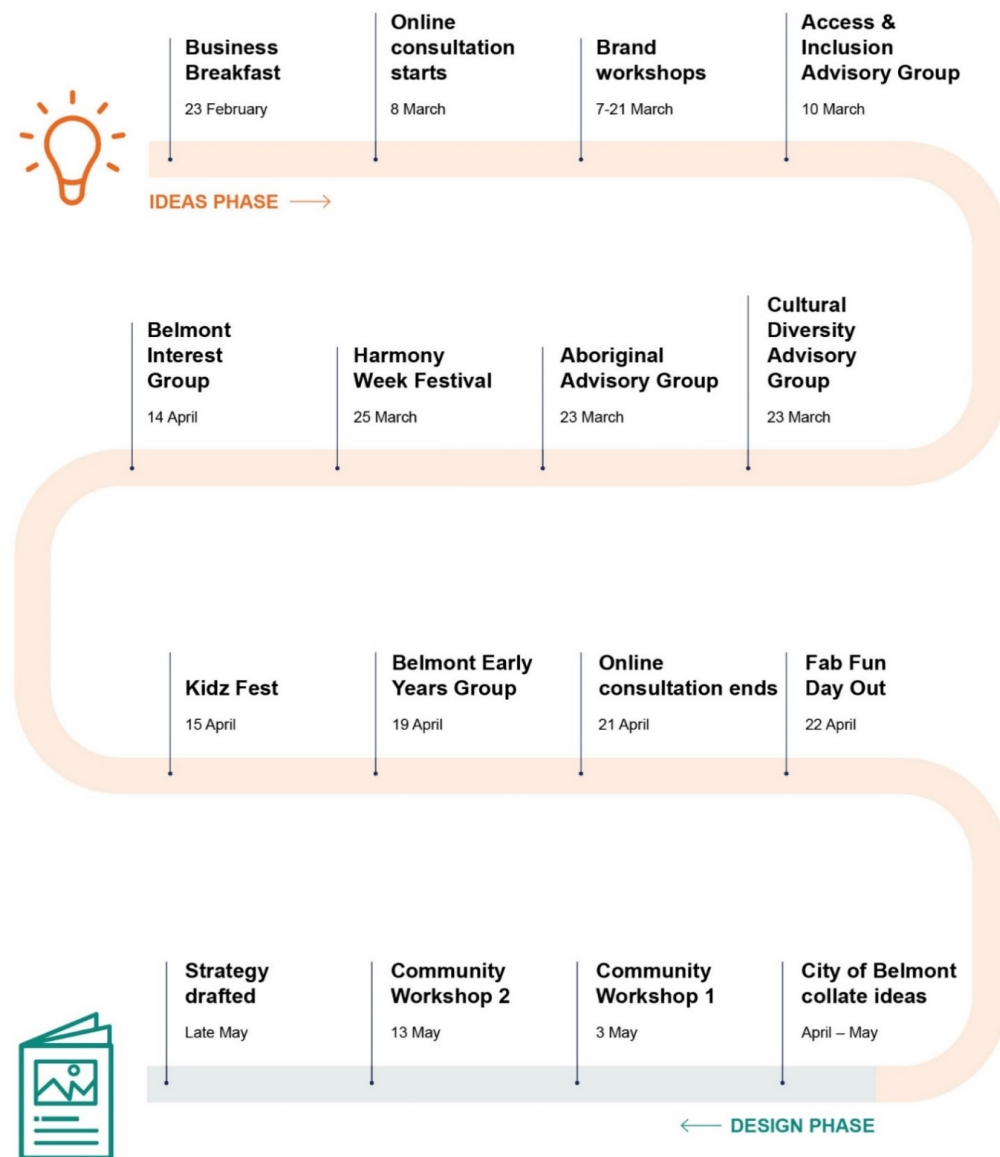 Business
Breakfast
23 February
Online
consultation
starts
8 March
Brand
workshops
7-21 March
Access &
Inclusion
Advisory Group
10 March
IDEAS PHASE
Belmont
Interest
Group
14 April
Harmony
Week Festival
25 March
Aboriginal
Advisory Group
23 March
Cultural
Diversity
Advisory
Group
23 March
Kidz Fest
15 April
Belmont Early
Years Group
19 April
Online
consultation ends
21 April
Fab Fun
Day Out
22 April
Strategy
drafted
Late May
Community
Workshop 2
13 May
Community
Workshop 1
3 May
City of Belmont
collate ideas
April – May
DESIGN PHASE